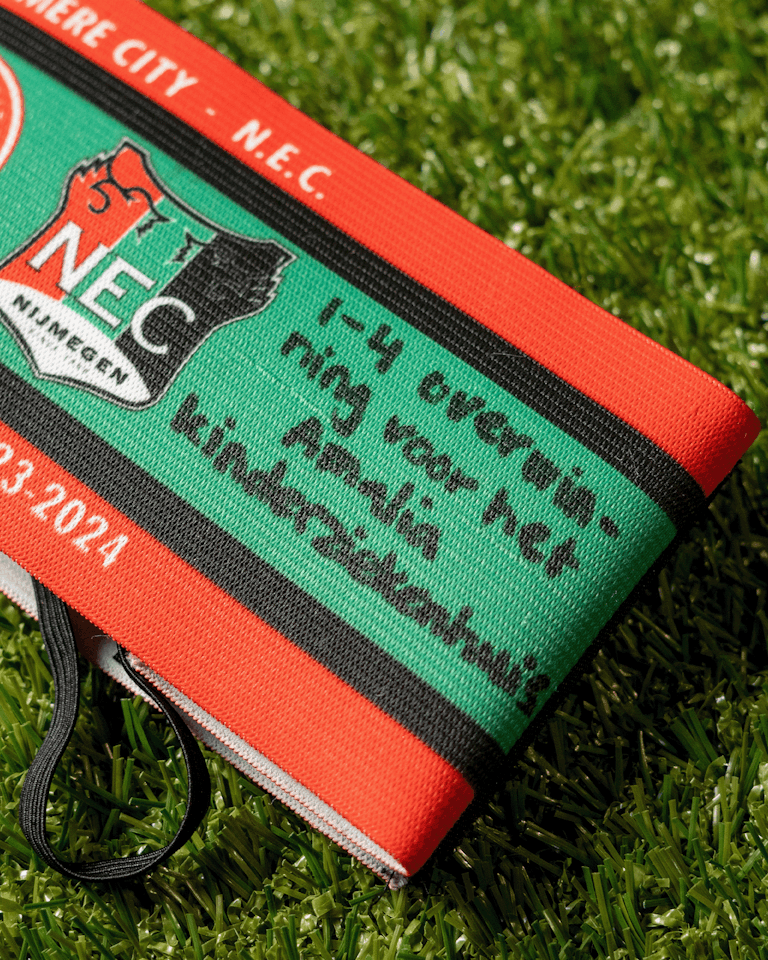 MERE CITY - N.E.C.
NEC
NIJMEGEN
1-4 overwin-
ning voor het
Amalia
kinderziekenhuis.
23-2024